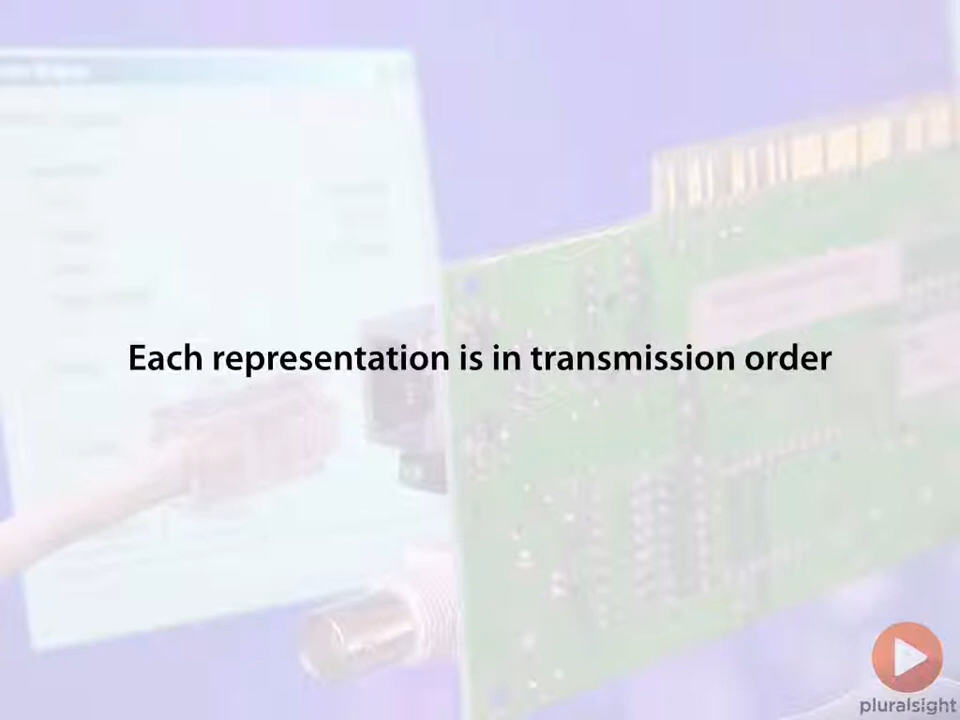 Each representation is in transmission order
pluralsight